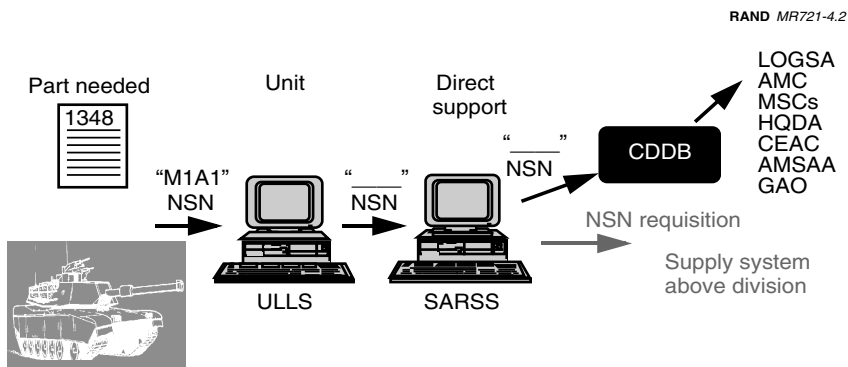 RAND MR721-4.2
Part needed
1348
Unit
Direct
support
“M1A1”
NSN
“____”
NSN
“____”
NSN
CDDB
LOGSA
AMC
MSCs
HQDA
CEAC
AMSAA
GAO
NSN requisition
Supply system
above division
ULLS
SARSS